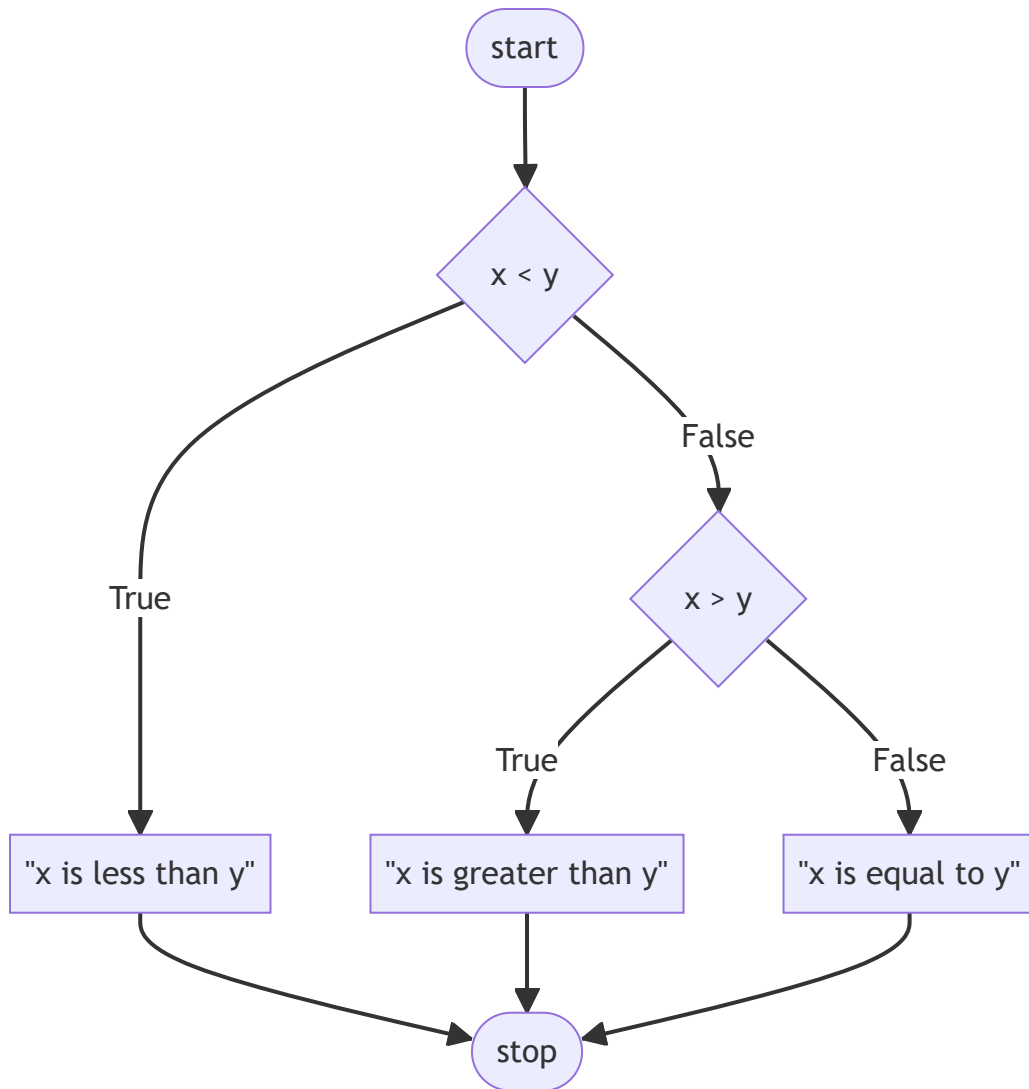 start
x < y
False
True
x > y
True
False
"x is less than y"
"x is greater than y"
"x is equal to y"
stop